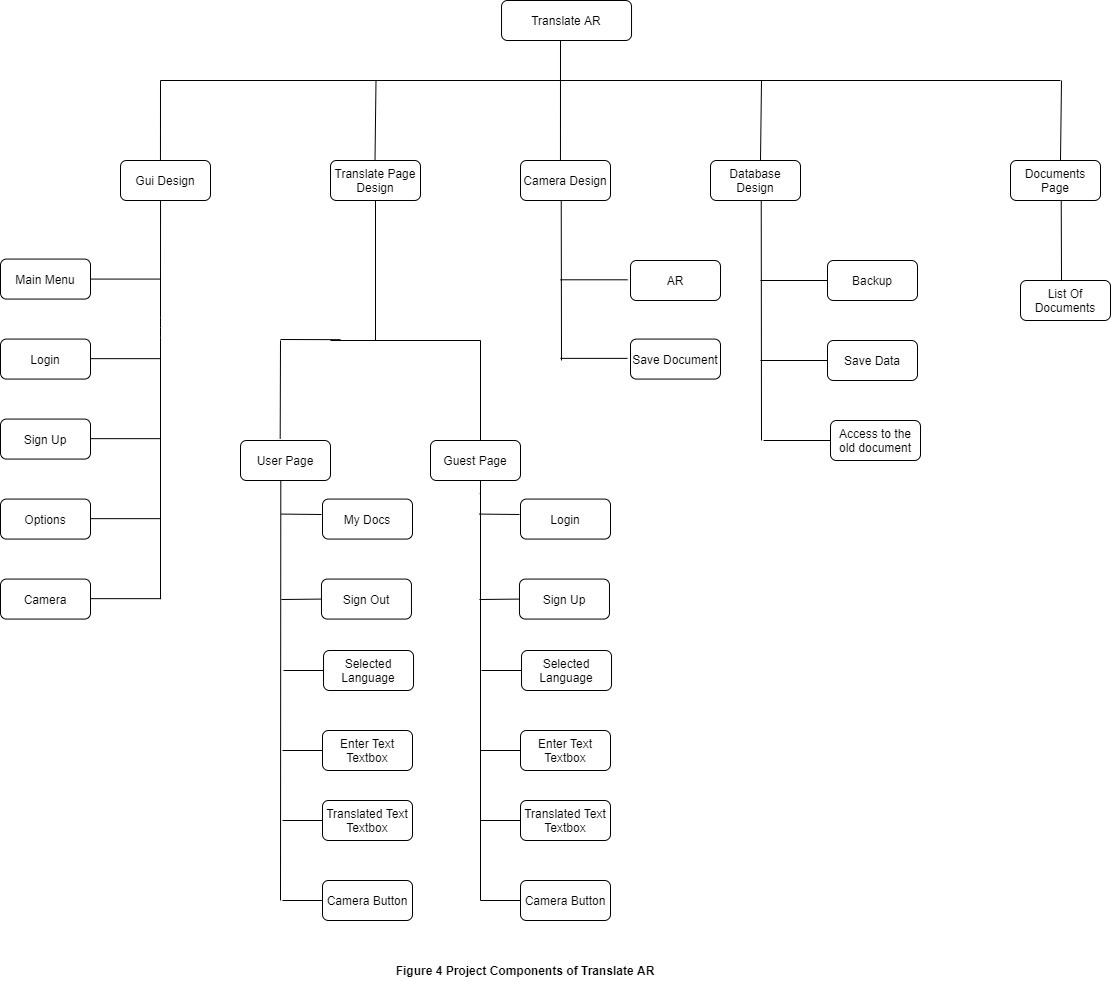 Translate AR
Gui Design
Translate Page
Design
Camera Design
Database
Design
Documents
Page
Main Menu
Login
Sign Up
Options
Camera
User Page
My Docs
Sign Out
Selected
Language
Enter Text
Textbox
Translated Text
Textbox
Camera Button
Guest Page
Login
Sign Up
Selected
Language
Enter Text
Textbox
Translated Text
Textbox
Camera Button
AR
Save Document
Backup
Save Data
Access to the
old document
List Of
Documents
Figure 4 Project Components of Translate AR